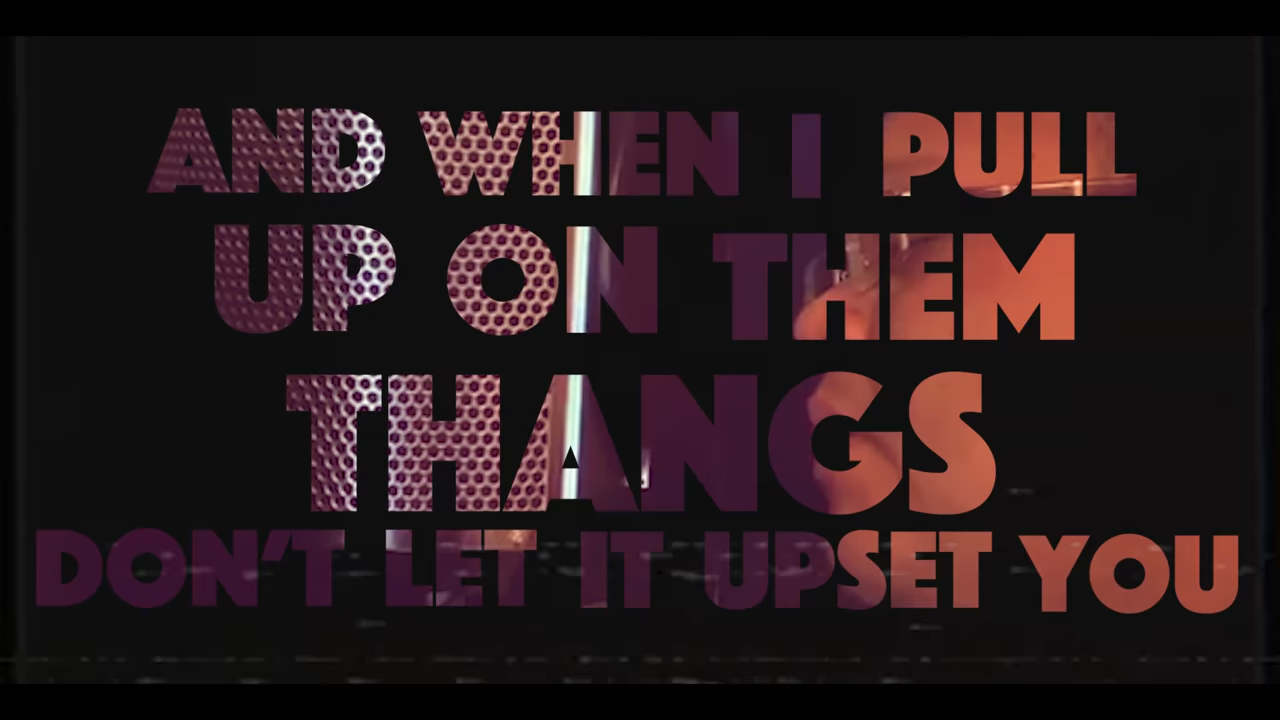 AND WHEN I PULL
UP ON THEM
THANGS
DON'T LET IT UPSET YOU